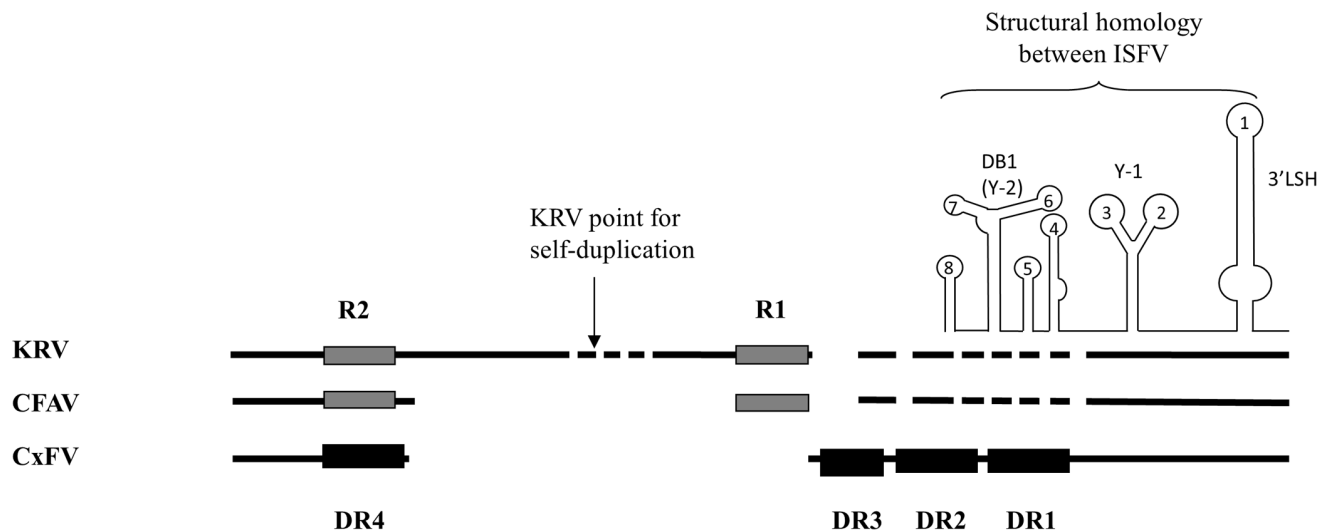 Structural homology
between ISFV
1
DB1
(Y-2)
Y-1
3'LSH
7
6
3
2
4
KRV point for
self-duplication
8
5
R2
R1
KRV
CFAV
CxFV
DR4
DR3
DR2
DR1